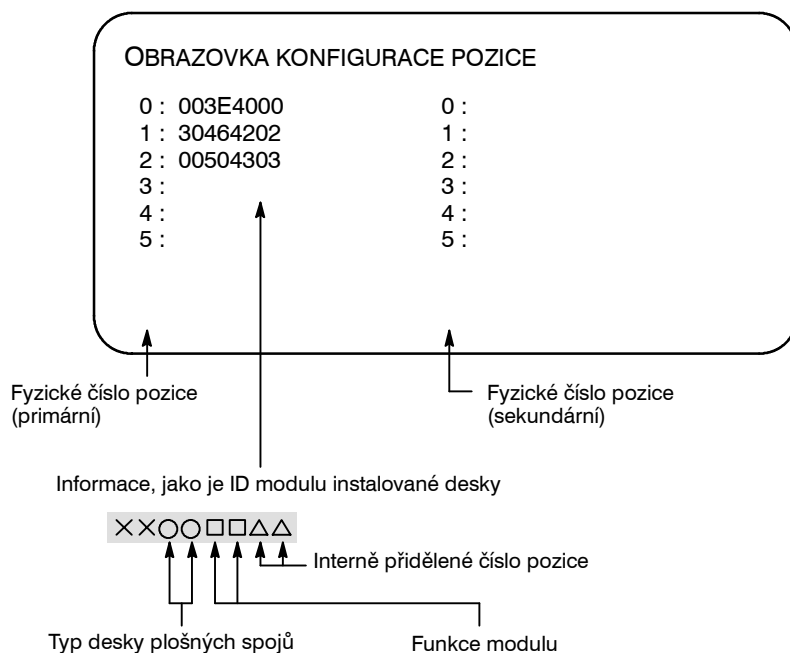 OBRAZOVKA KONFIGURACE POZICE
0 : 003E4000 0 :
1 : 30464202 1 :
2 : 00504303 2 :
3 : 3 :
4 : 4 :
5 : 5 :
Fyzické číslo pozice
(primární)
Fyzické číslo pozice
(sekundární)
Informace, jako je ID modulu instalované desky
××○○□□△△
Interně přidělené číslo pozice
Typ desky plošných spojů
Funkce modulu